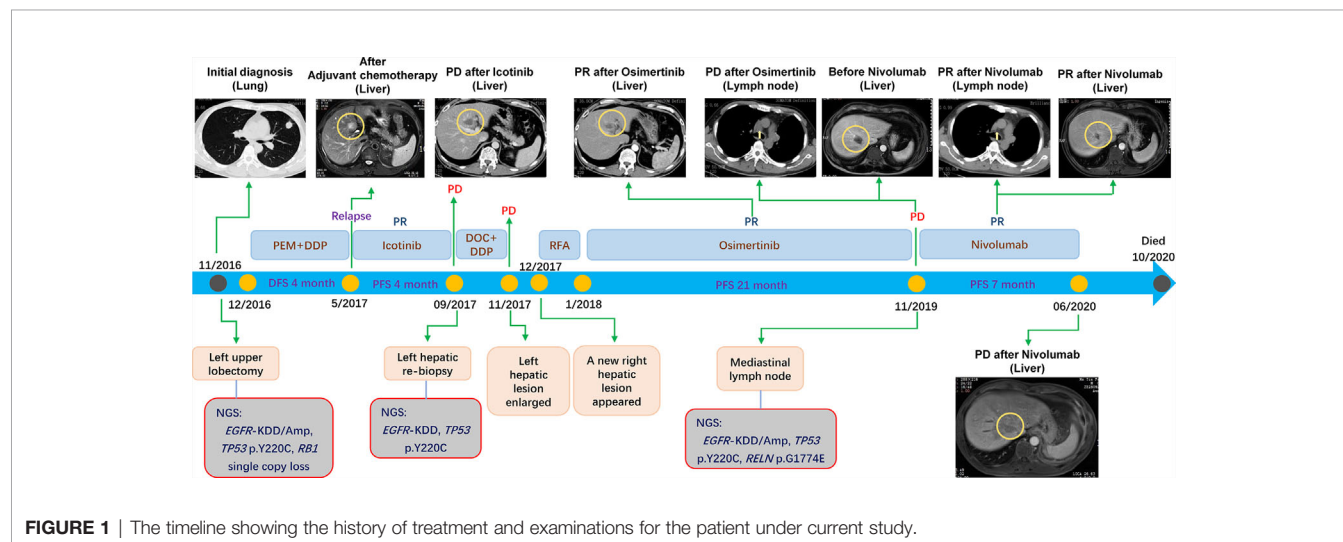 Initial diagnosis
(Lung)
After
Adjuvant chemotherapy
(Liver)
PD after Icotinib
(Liver)
PR after Osimertinib
(Liver)
PD after Osimertinib
(Lymph node)
Before Nivolumab
(Liver)
PR after Nivolumab
(Lymph node)
PR after Nivolumab
(Liver)
Relapse
PR
PD
PD
PR
PD
PR
PEM+DDP
Icotinib
DOC+
DDP
RFA
Osimertinib
Nivolumab
Died
10/2020
11/2016
12/2017
DFS 4 month
PFS 4 month
PFS 21 month
PFS 7 month
12/2016
5/2017
09/2017
11/2017
1/2018
11/2019
06/2020
Left upper
lobectomy
Left hepatic
re-biopsy
Left
hepatic
lesion
enlarged
A new right
hepatic
lesion
appeared
Mediastinal
lymph node
PD after Nivolumab
(Liver)
NGS:
EGFR-KDD/Amp,
TP53 p.Y220C, RB1
single copy loss
NGS:
EGFR-KDD, TP53
p.Y220C
NGS:
EGFR-KDD/Amp, TP53
p.Y220C, RELN p.G1774E
FIGURE 1 | The timeline showing the history of treatment and examinations for the patient under current study.